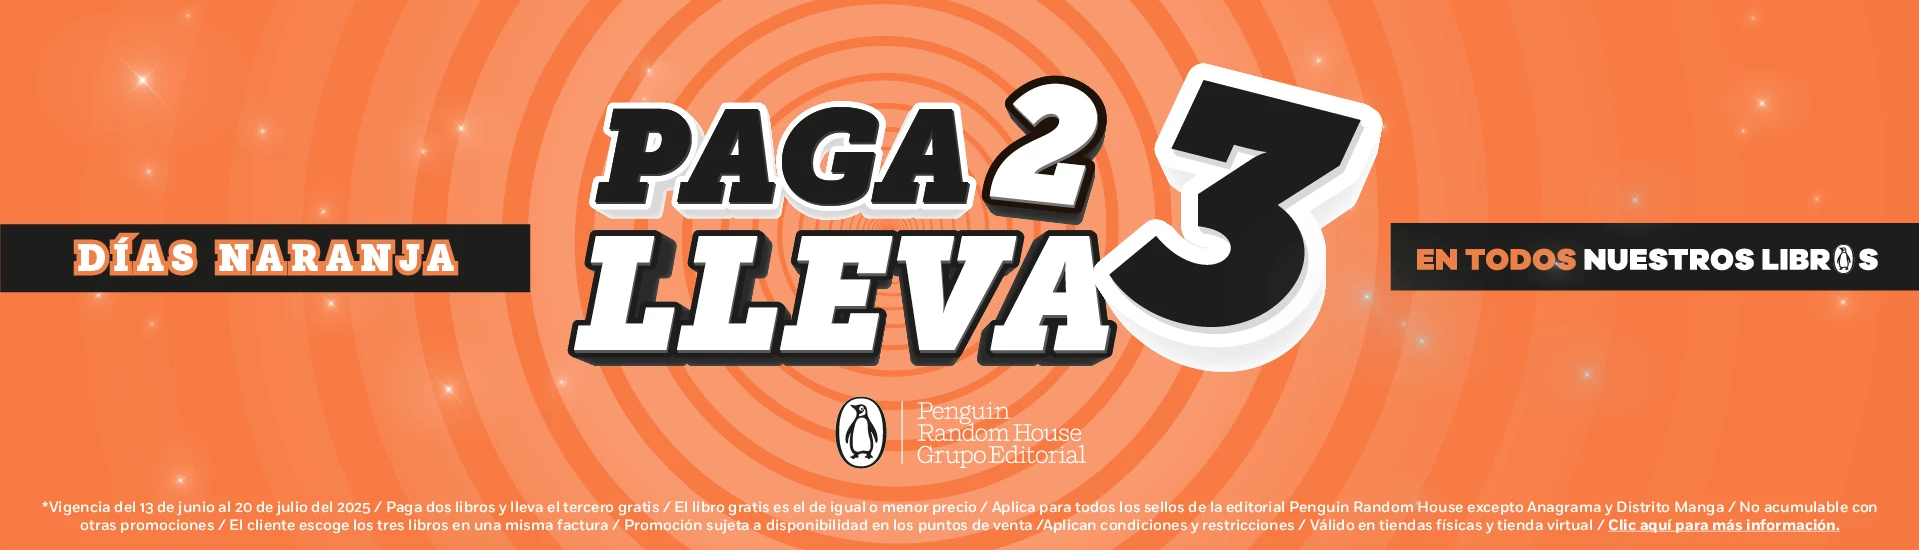 PAGA 2
LLEVA 3
DÍAS NARANJA
EN TODOS NUESTROS LIBROS
Penguin
Random House
Grupo Editorial
*Vigencia del 13 de junio al 20 de julio del 2025 / Paga dos libros y lleva el tercero gratis / El libro gratis es el de igual o menor precio / Aplica para todos los sellos de la editorial Penguin Random House excepto Anagrama y Distrito Manga / No acumulable con
otras promociones / El cliente escoge los tres libros en una misma factura / Promoción sujeta a disponibilidad en los puntos de venta /Aplican condiciones y restricciones / Válido en tiendas físicas y tienda virtual / Clic aquí para más información.